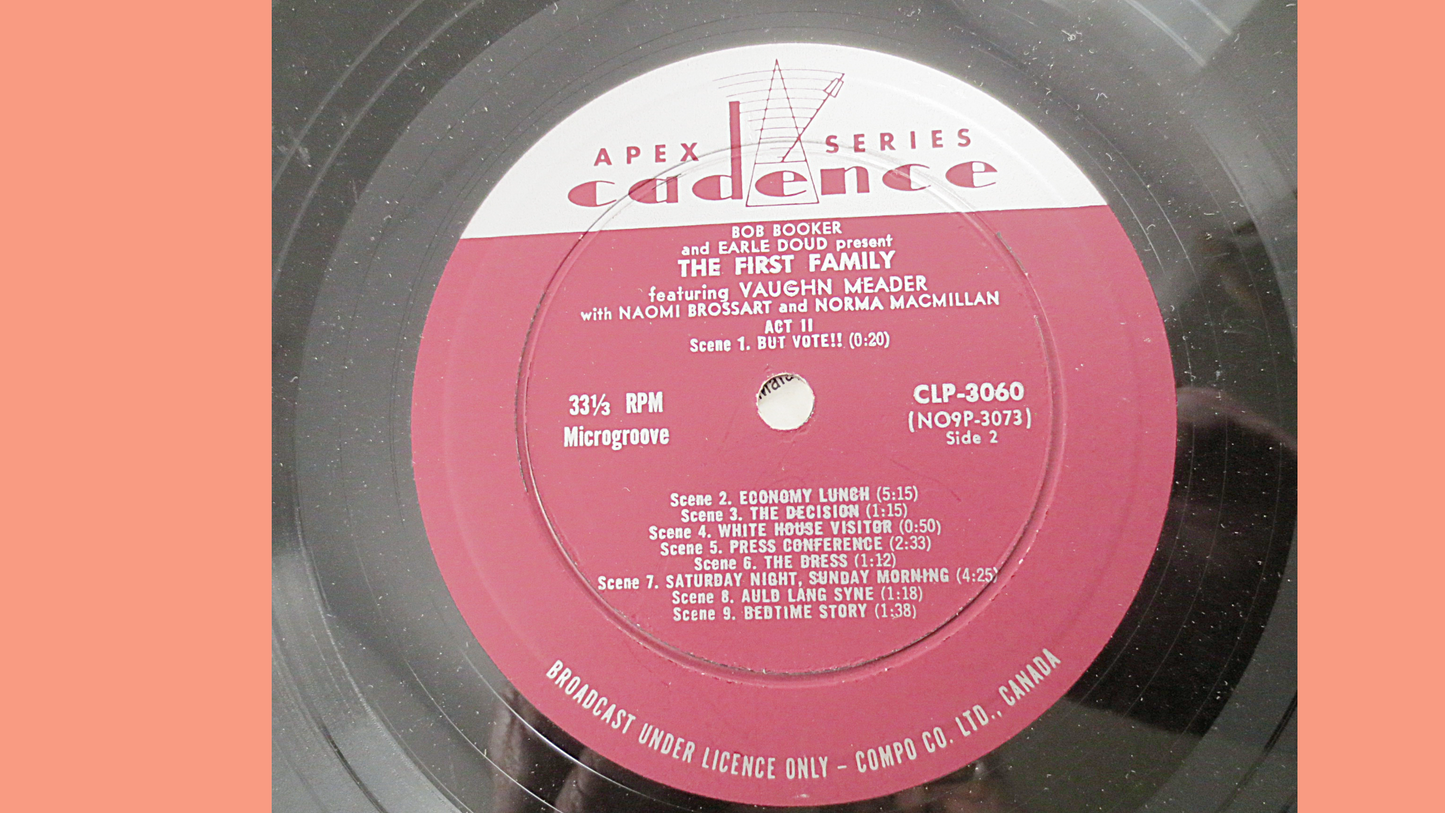 APEX SERIES
cadence
BOB BOOKER
and EARLE DOUD present
THE FIRST FAMILY
featuring VAUGHN MEADER
with NAOMI BROSSART and NORMA MACMILLAN
ACT II
Scene 1. BUT VOTE!! (0:20)
33⅓ RPM
Microgroove
CLP-3060
(NO9P-3073)
Side 2
Scene 2. ECONOMY LUNCH (5:15)
Scene 3. THE DECISION (1:15)
Scene 4. WHITE HOUSE VISITOR (0:50)
Scene 5. PRESS CONFERENCE (2:33)
Scene 6. THE DRESS (1:12)
Scene 7. SATURDAY NIGHT, SUNDAY MORNING (4:25)
Scene 8. AULD LANG SYNE (1:18)
Scene 9. BEDTIME STORY (1:38)
BROADCAST UNDER LICENCE ONLY – COMPO CO. LTD., CANADA